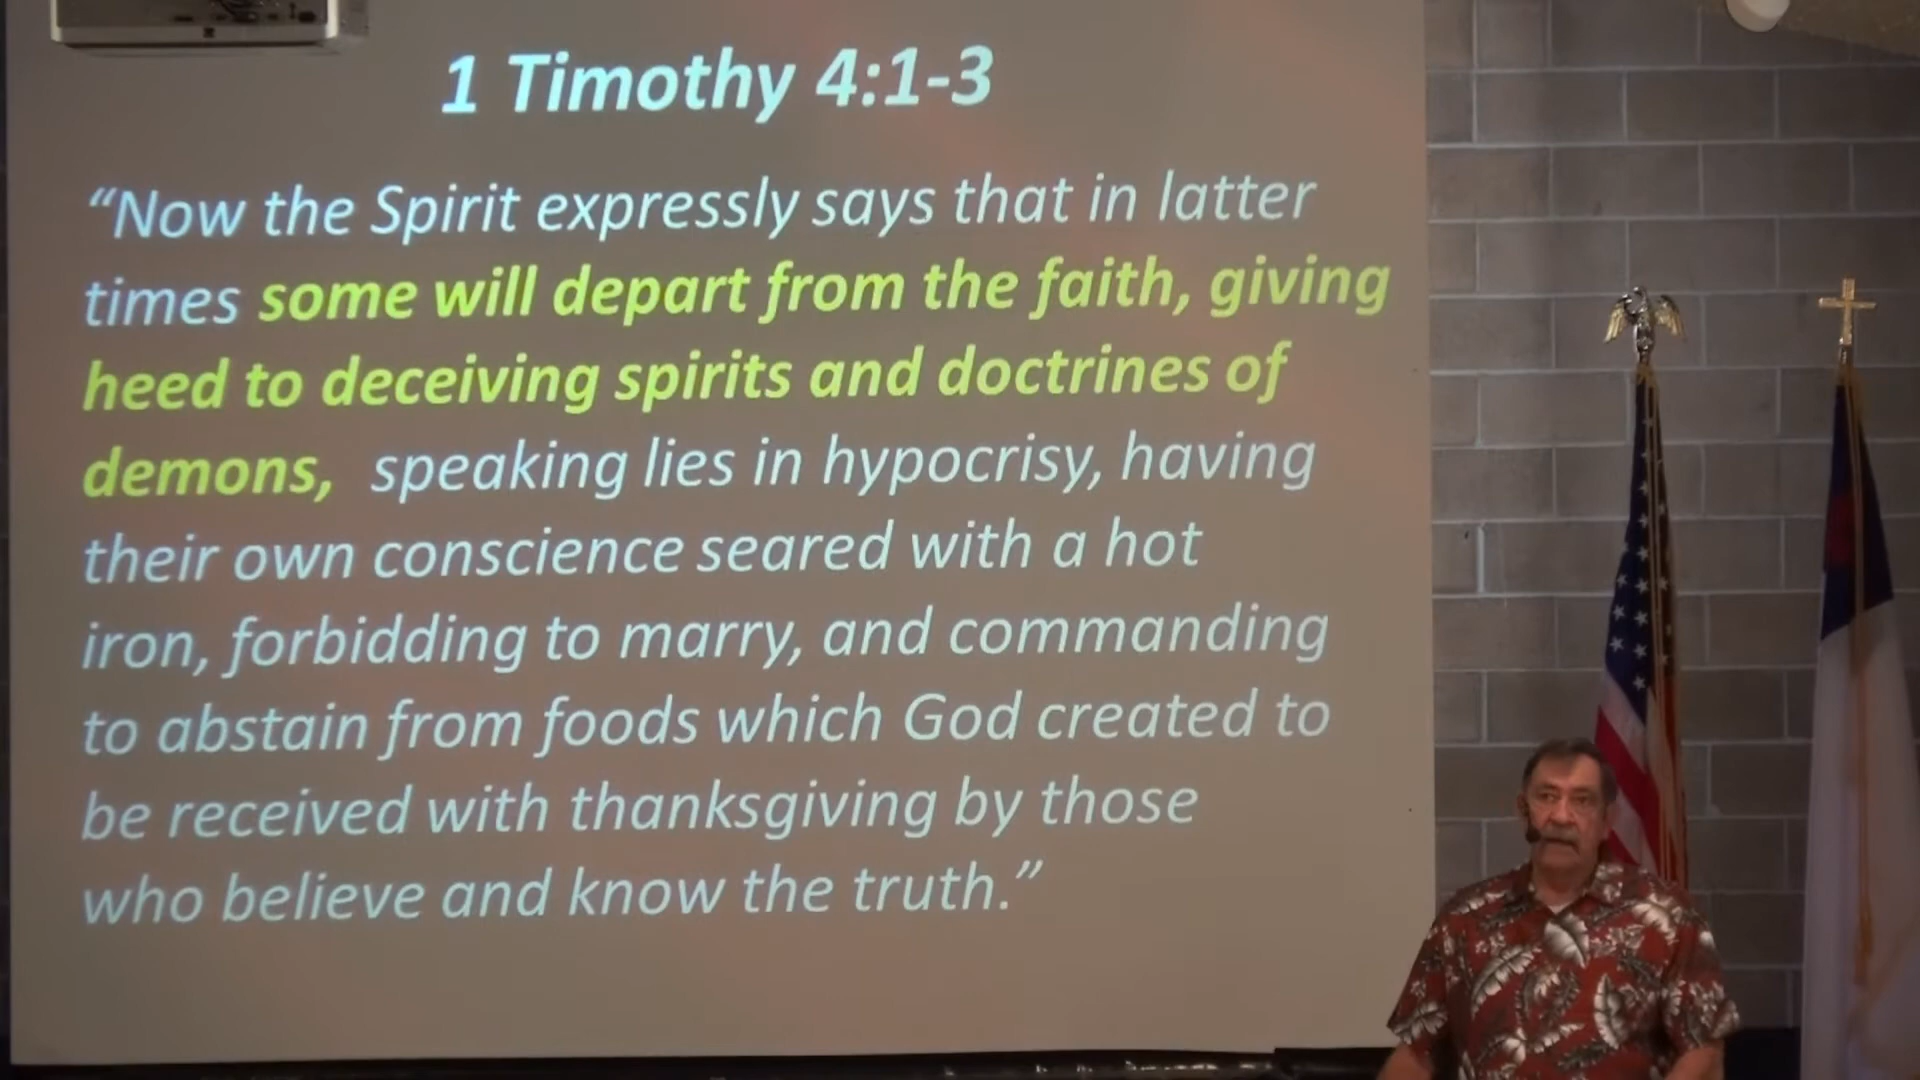 1 Timothy 4:1-3
“Now the Spirit expressly says that in latter
times some will depart from the faith, giving
heed to deceiving spirits and doctrines of
demons, speaking lies in hypocrisy, having
their own conscience seared with a hot
iron, forbidding to marry, and commanding
to abstain from foods which God created to
be received with thanksgiving by those
who believe and know the truth.”